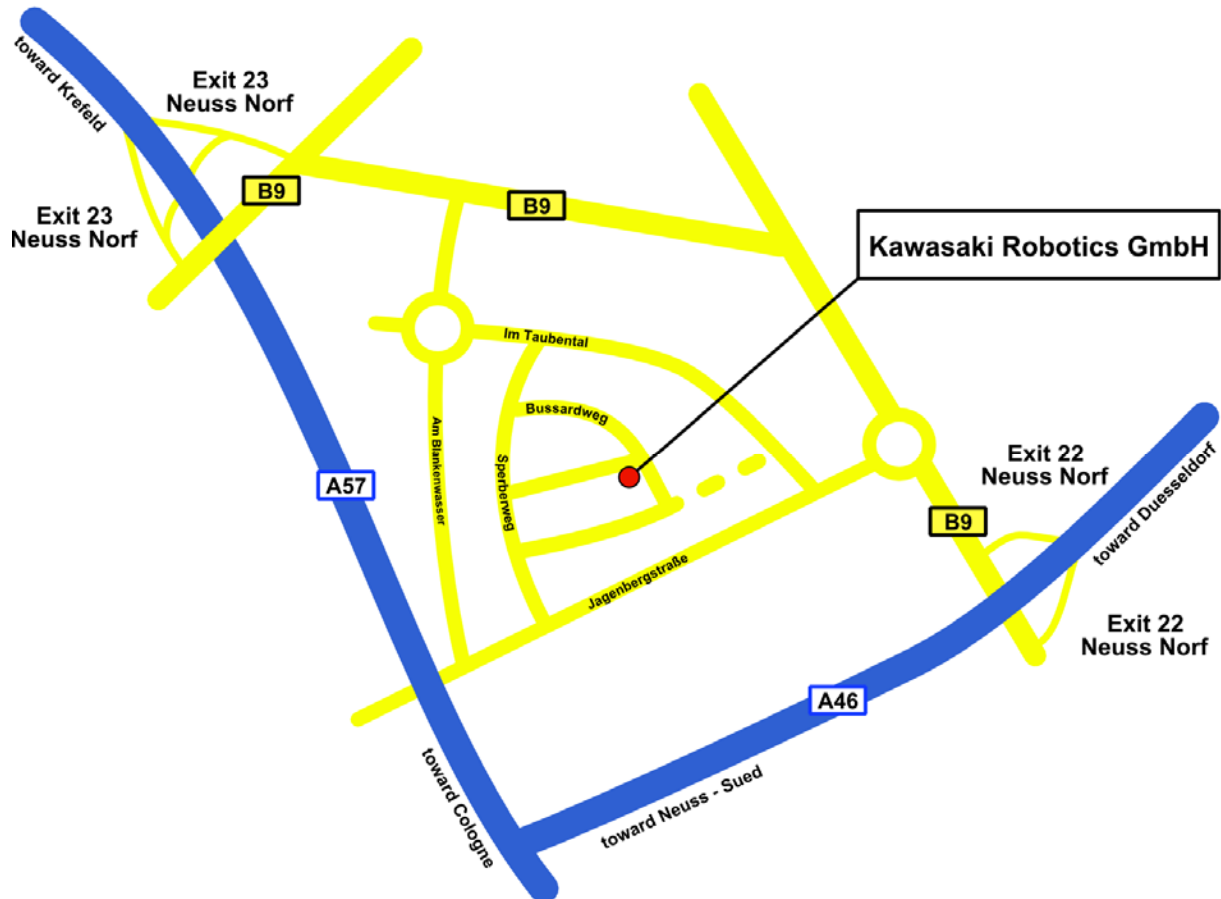 toward Krefeld
Exit 23
Neuss Norf
Exit 23
Neuss Norf
B9
B9
Kawasaki Robotics GmbH
Im Taubental
Bussardweg
Am Blankenwasser
Sperberweg
A57
Exit 22
Neuss Norf
B9
toward Duesseldorf
Jagenbergstraße
Exit 22
Neuss Norf
A46
toward Cologne
toward Neuss - Sued